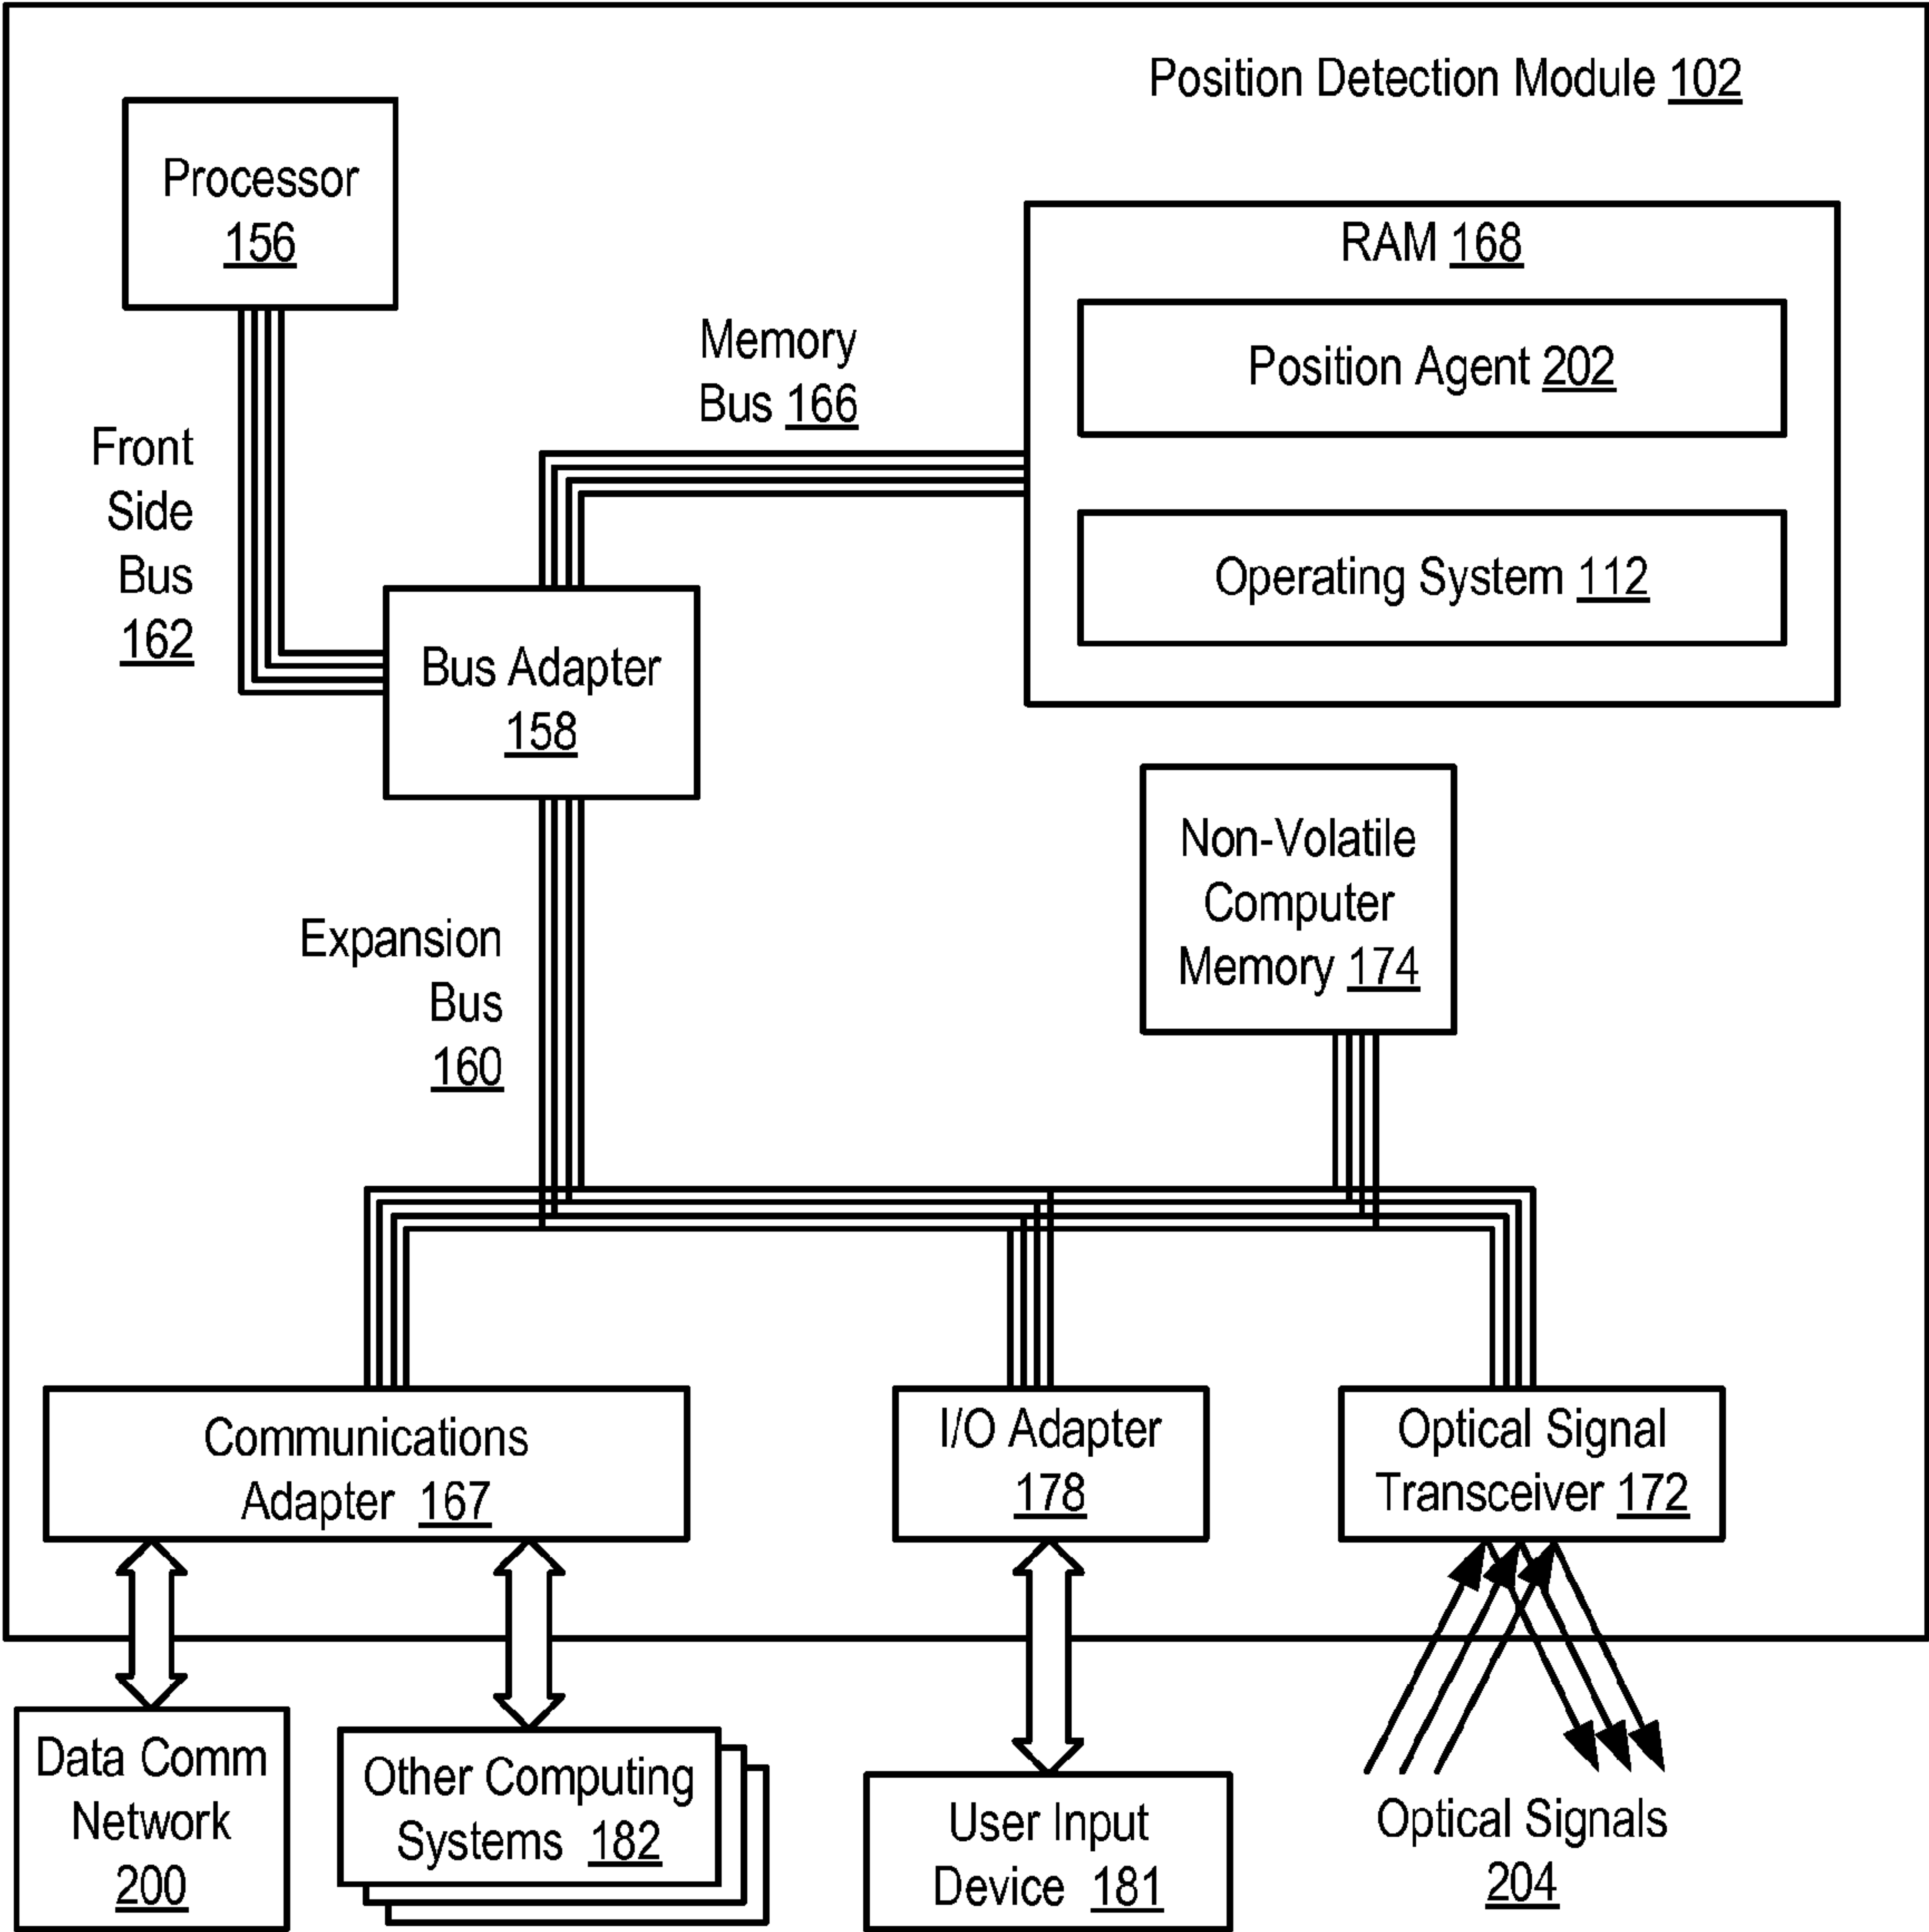 Position Detection Module 102
Processor
156
RAM 168
Position Agent 202
Operating System 112
Memory
Bus 166
Front
Side
Bus
162
Bus Adapter
158
Non-Volatile
Computer
Memory 174
Expansion
Bus
160
Communications
Adapter 167
I/O Adapter
178
Optical Signal
Transceiver 172
Data Comm
Network
200
Other Computing
Systems 182
User Input
Device 181
Optical Signals
204